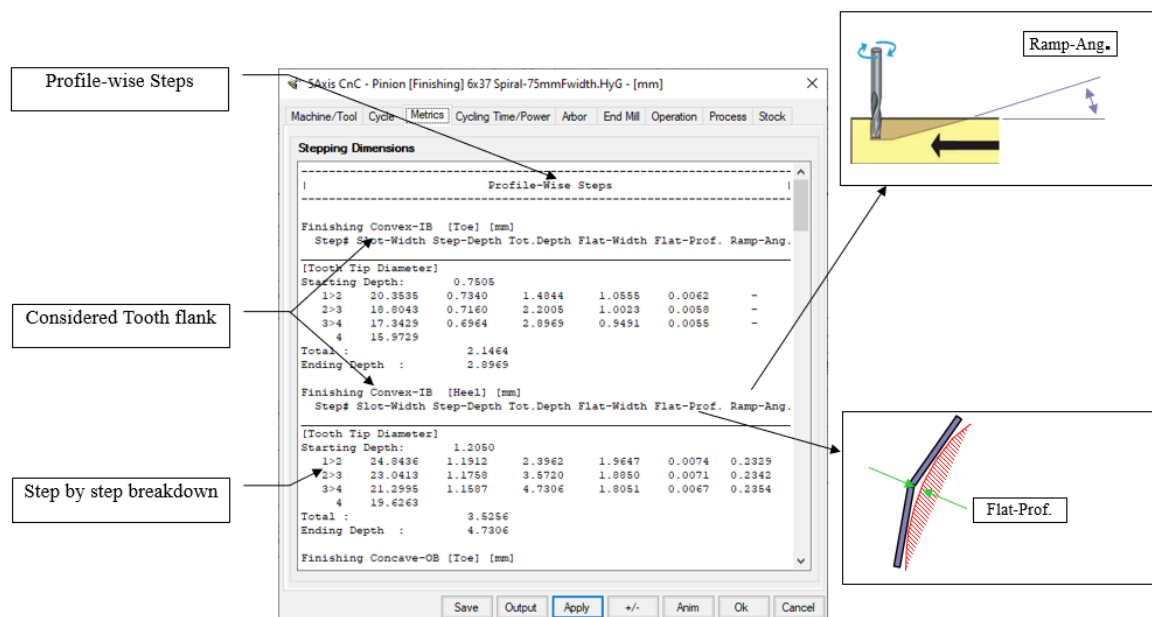 Profile-wise Steps
Considered Tooth flank
Step by step breakdown
5Axis CnC - Pinion [Finishing] 6x37 Spiral-75mmFwidth.HyG - [mm]
Machine/Tool Cycle Metrics Cycling Time/Power Arbor End Mill Operation Process Stock
Stepping Dimensions
| Profile-Wise Steps |
Finishing Convex-IB [Toe] [mm]
Step# Slot-Width Step-Depth Tot.Depth Flat-Width Flat-Prof. Ramp-Ang.
[Tooth Tip Diameter]
Starting Depth: 0.7505
1>2 20.3535 0.7340 1.4844 1.0555 0.0062 -
2>3 18.8043 0.7160 2.2005 1.0023 0.0058 -
3>4 17.3429 0.6964 2.8969 0.9491 0.0055 -
4 15.9729
Total : 2.1464
Ending Depth : 2.8969
Finishing Convex-IB [Heel] [mm]
Step# Slot-Width Step-Depth Tot.Depth Flat-Width Flat-Prof. Ramp-Ang.
[Tooth Tip Diameter]
Starting Depth: 1.2050
1>2 24.8436 1.1912 2.3962 1.9647 0.0074 0.2329
2>3 23.0413 1.1758 3.5720 1.8850 0.0071 0.2342
3>4 21.2995 1.1587 4.7306 1.8051 0.0067 0.2354
4 19.6263
Total : 3.5256
Ending Depth : 4.7306
Finishing Concave-OB [Toe] [mm]
Save Output Apply +/- Anim Ok Cancel
Ramp-Ang.
Flat-Prof.